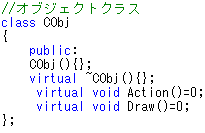 //オブジェクトクラス
class CObj
{
    public:
    CObj(){};
    virtual ~CObj(){};
     virtual void Action()=0;
     virtual void Draw()=0;
};